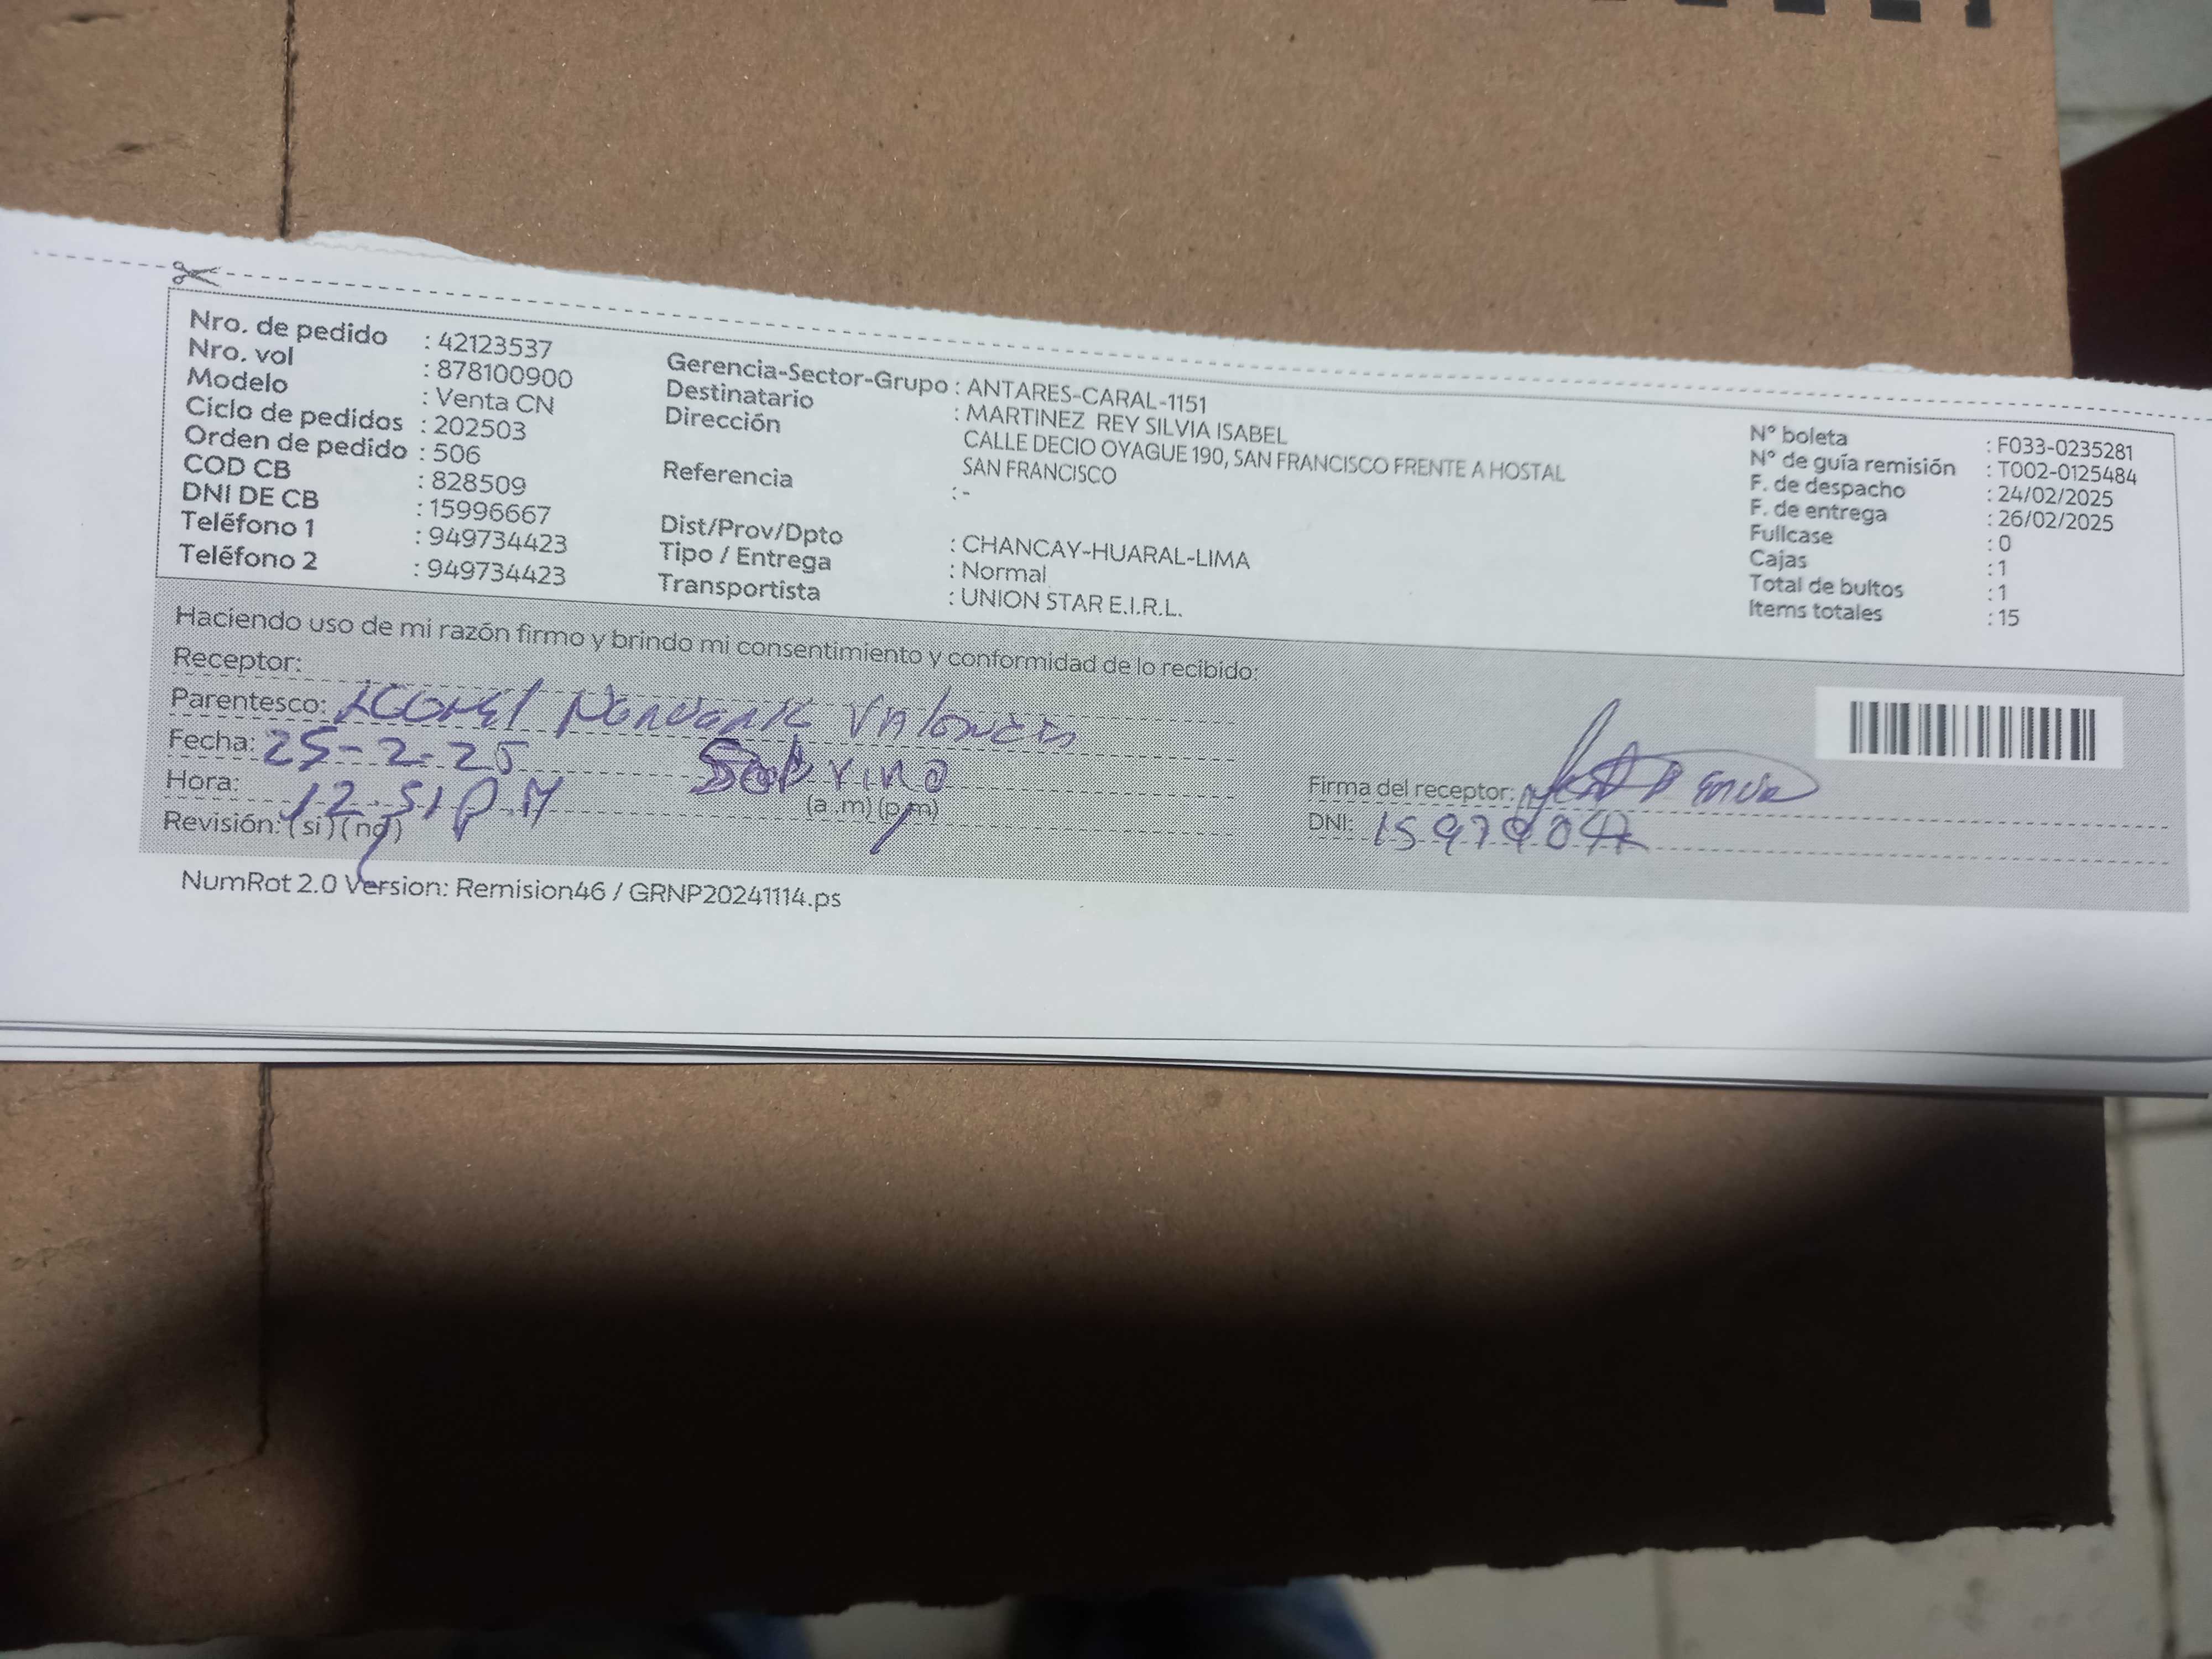 Nro. de pedido : 42123537
Nro. vol : 878100900
Modelo : Venta CN
Ciclo de pedidos : 202503
Orden de pedido : 506
COD CB : 828509
DNI DE CB : 15996667
Teléfono 1 : 949734423
Teléfono 2 : 949734423
Gerencia-Sector-Grupo : ANTARES-CARAL-1151
Destinatario : MARTINEZ REY SILVIA ISABEL
Dirección CALLE DECIO OYAGUE 190, SAN FRANCISCO FRENTE A HOSTAL
SAN FRANCISCO
Referencia : -
Dist/Prov/Dpto : CHANCAY-HUARAL-LIMA
Tipo / Entrega : Normal
Transportista : UNION STAR E.I.R.L.
N° boleta : F033-0235281
N° de guía remisión : T002-0125484
F. de despacho : 24/02/2025
F. de entrega : 26/02/2025
Fullcase : 0
Cajas : 1
Total de bultos : 1
Items totales : 15
Haciendo uso de mi razón firmo y brindo mi consentimiento y conformidad de lo recibido:
Receptor:
Parentesco:
Fecha: 25-2-25 Sobrino
Hora: 12:51 P.M (a.m) (p.m)
Revisión: (si) (no)
Firma del receptor:
DNI:
NumRot 2.0 Version: Remision46 / GRNP20241114.ps